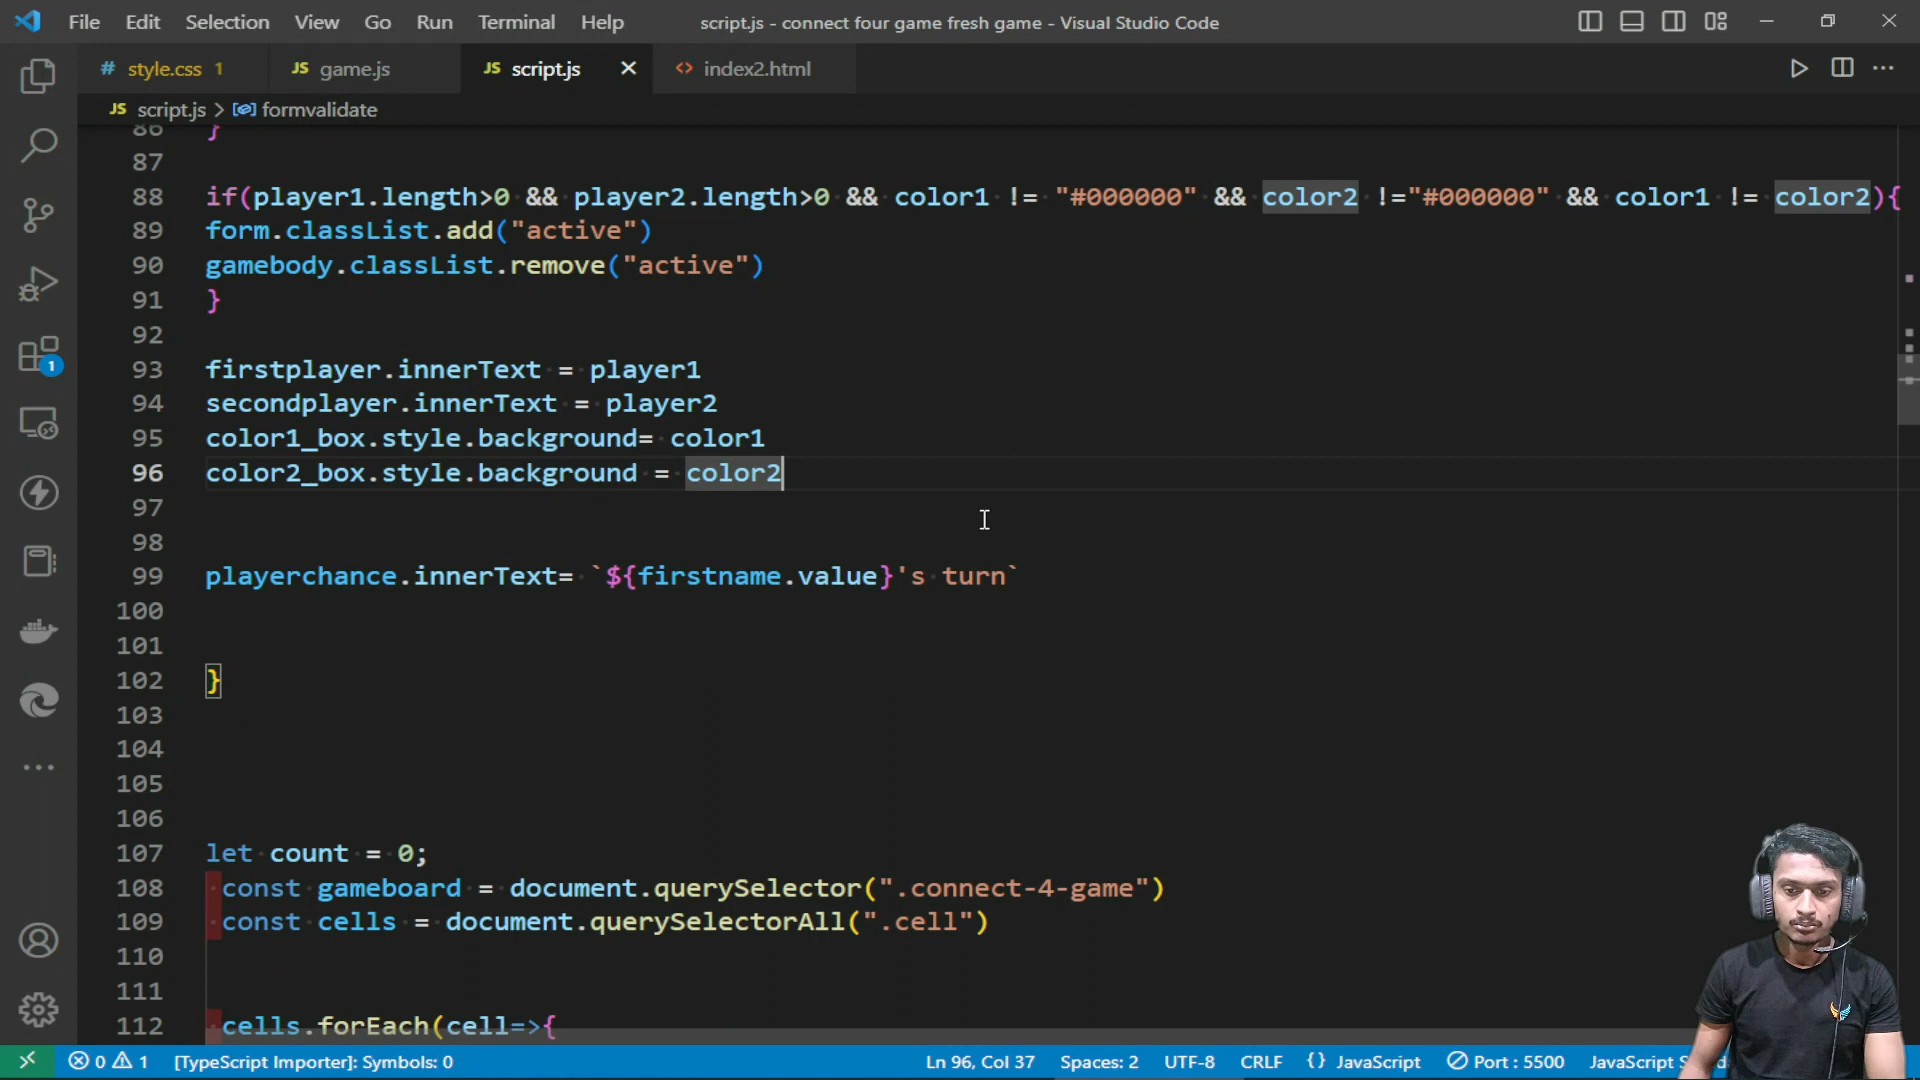 File Edit Selection View Go Run Terminal Help script.js - connect four game fresh game - Visual Studio Code
# style.css 1 JS game.js JS script.js <> index2.html
JS script.js > formvalidate
86 }
87
88 if(player1.length>0 && player2.length>0 && color1 != "#000000" && color2 !="#000000" && color1 != color2){
89 form.classList.add("active")
90 gamebody.classList.remove("active")
91 }
92
93 firstplayer.innerText = player1
94 secondplayer.innerText = player2
95 color1_box.style.background= color1
96 color2_box.style.background = color2
97
98
99 playerchance.innerText= `${firstname.value}'s turn`
100
101
102 }
103
104
105
106
107 let count = 0;
108 const gameboard = document.querySelector(".connect-4-game")
109 const cells = document.querySelectorAll(".cell")
110
111
112 cells.forEach(cell=>{
1
0 1 [TypeScript Importer]: Symbols: 0 Ln 96, Col 37 Spaces: 2 UTF-8 CRLF {} JavaScript Port : 5500 JavaScript